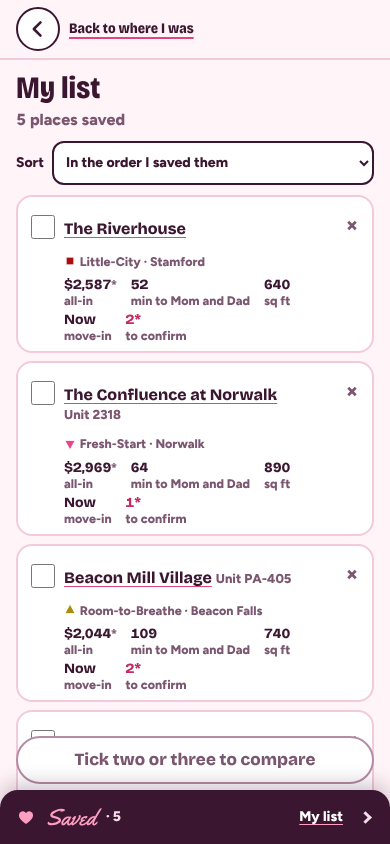 Back to where I was
My list
5 places saved
Sort In the order I saved them
The Riverhouse ×
Little-City · Stamford
$2,587* 52 640
all-in min to Mom and Dad sq ft
Now 2*
move-in to confirm
The Confluence at Norwalk ×
Unit 2318
Fresh-Start · Norwalk
$2,969* 64 890
all-in min to Mom and Dad sq ft
Now 1*
move-in to confirm
Beacon Mill Village Unit PA-405 ×
Room-to-Breathe · Beacon Falls
$2,044* 109 740
all-in min to Mom and Dad sq ft
Now 2*
move-in to confirm
Tick two or three to compare
Saved · 5 My list